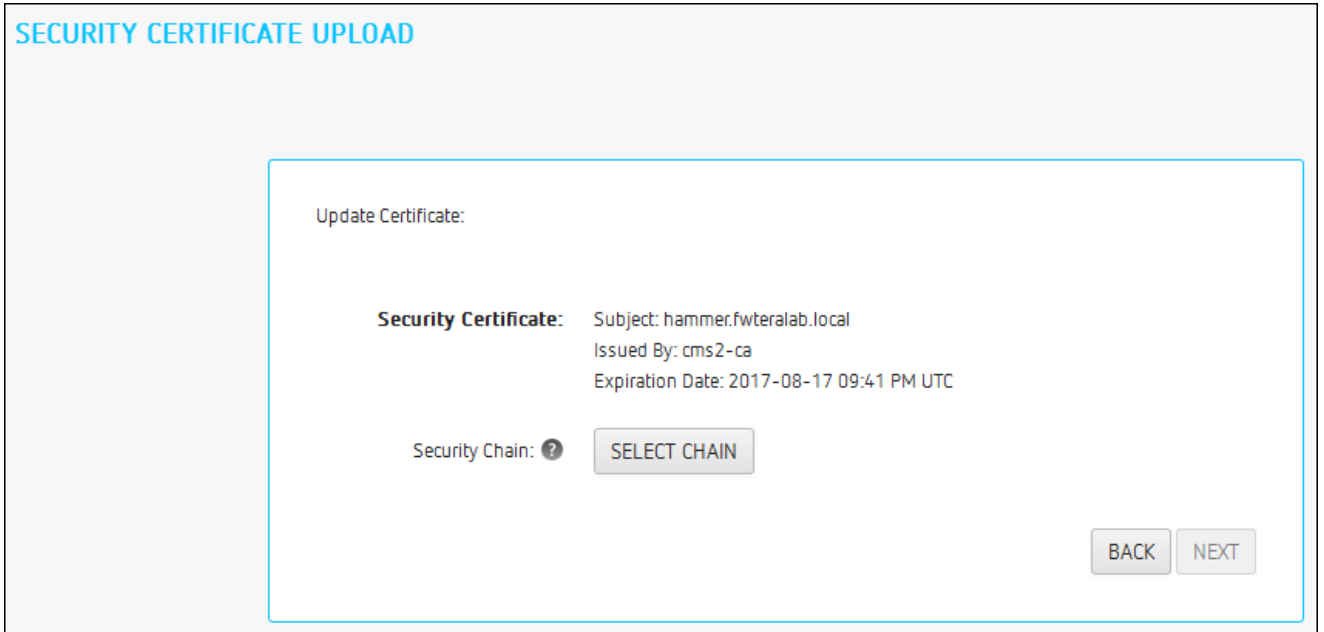 SECURITY CERTIFICATE UPLOAD
Update Certificate:
Security Certificate: Subject: hammer.fwteralab.local
Issued By: cms2-ca
Expiration Date: 2017-08-17 09:41 PM UTC
Security Chain: ? SELECT CHAIN
BACK NEXT